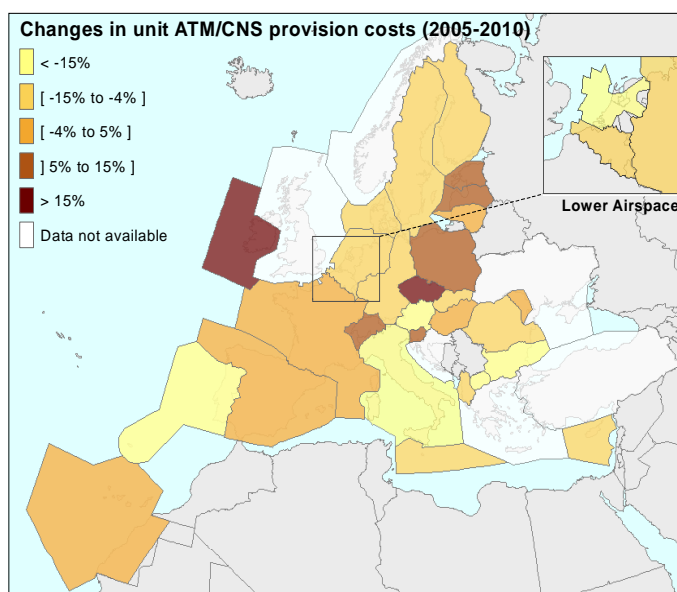 Changes in unit ATM/CNS provision costs (2005-2010)
< -15%
[ -15% to -4% ]
[ -4% to 5% ]
] 5% to 15% ]
> 15%
Data not available
Lower Airspace